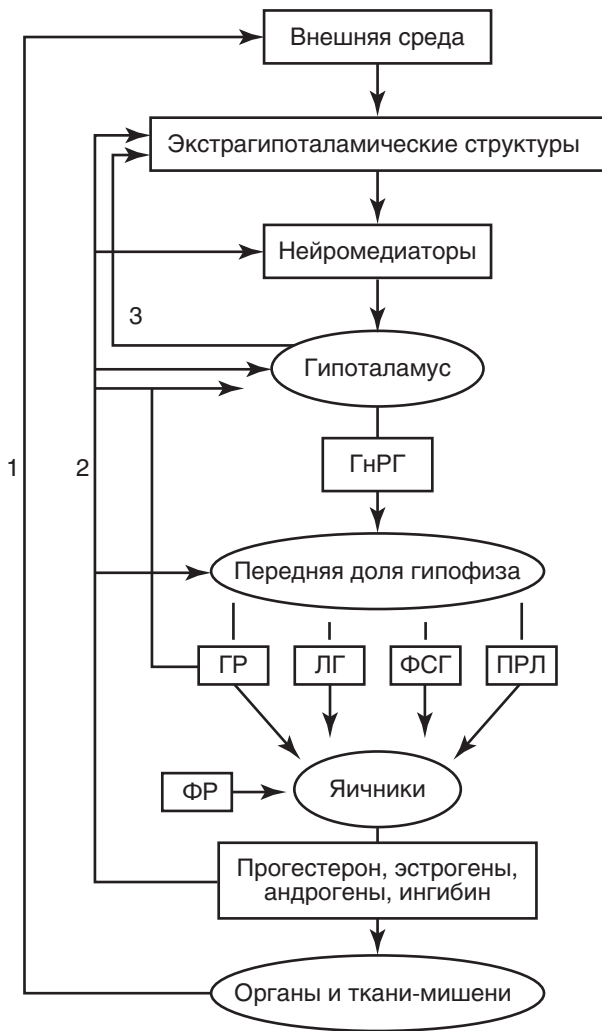 Внешняя среда
Экстрагипоталамические структуры
Нейромедиаторы
3
Гипоталамус
1
2
ГнРГ
Передняя доля гипофиза
ГР
ЛГ
ФСГ
ПРЛ
ФР
Яичники
Прогестерон, эстрогены,
андрогены, ингибин
Органы и ткани-мишени